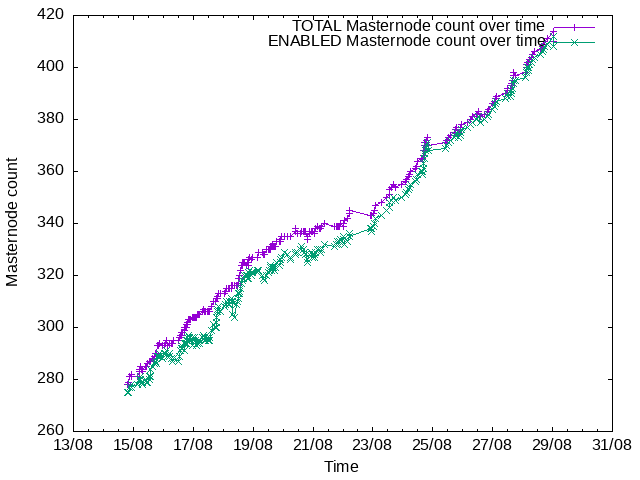 420
400
380
360
340
320
300
280
260
Masternode count
TOTAL Masternode count over time
ENABLED Masternode count over time
13/08 15/08 17/08 19/08 21/08 23/08 25/08 27/08 29/08 31/08
Time